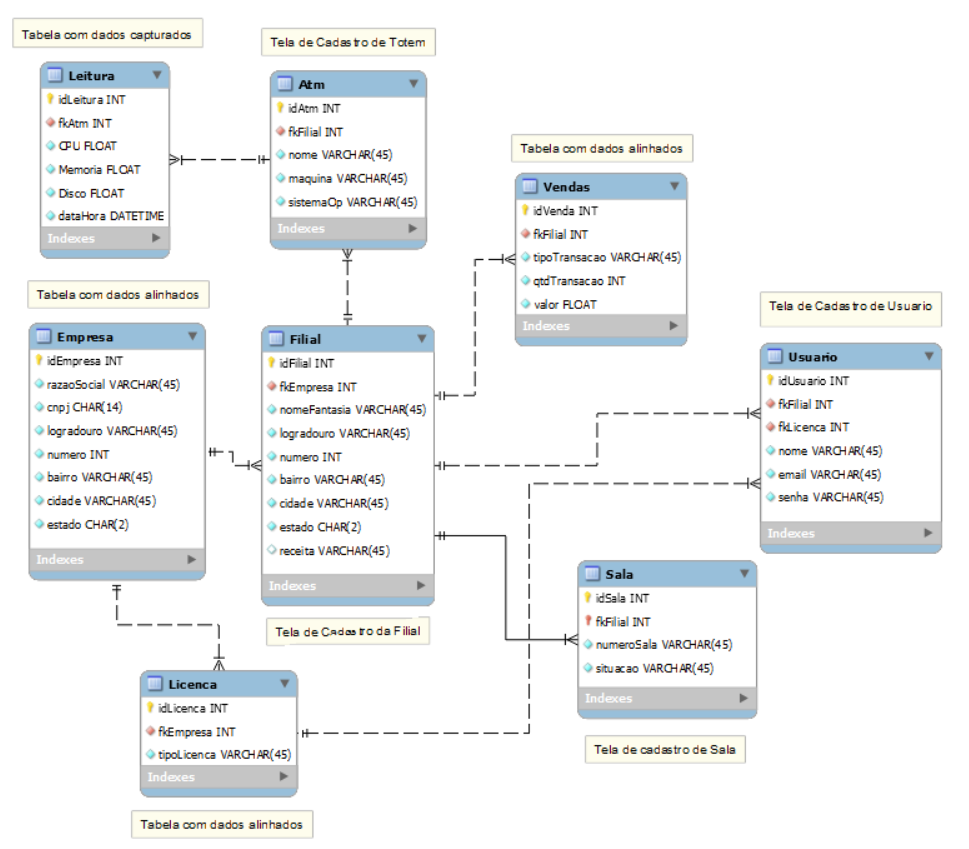 Tabela com dados capturados
Leitura
idLeitura INT
fkAtm INT
CPU FLOAT
Memoria FLOAT
Disco FLOAT
dataHora DATETIME
Indexes
Tela de Cadastro de Totem
Atm
idAtm INT
fkFilial INT
nome VARCHAR(45)
maquina VARCHAR(45)
sistemaOp VARCHAR(45)
Indexes
Tabela com dados alinhados
Vendas
idVenda INT
fkFilial INT
tipoTransacao VARCHAR(45)
qtdTransacao INT
valor FLOAT
Indexes
Tabela com dados alinhados
Empresa
idEmpresa INT
razaoSocial VARCHAR(45)
cnpj CHAR(14)
logradouro VARCHAR(45)
numero INT
bairro VARCHAR(45)
cidade VARCHAR(45)
estado CHAR(2)
Indexes
Filial
idFilial INT
fkEmpresa INT
nomeFantasia VARCHAR(45)
logradouro VARCHAR(45)
numero INT
bairro VARCHAR(45)
cidade VARCHAR(45)
estado CHAR(2)
receita VARCHAR(45)
Indexes
Tela de Cadastro da Filial
Tela de Cadastro de Usuario
Usuario
idUsuario INT
fkFilial INT
fkLicenca INT
nome VARCHAR(45)
email VARCHAR(45)
senha VARCHAR(45)
Indexes
Sala
idSala INT
fkFilial INT
numeroSala VARCHAR(45)
situacao VARCHAR(45)
Indexes
Tela de cadastro de Sala
Licenca
idLicenca INT
fkEmpresa INT
tipoLicenca VARCHAR(45)
Indexes
Tabela com dados alinhados